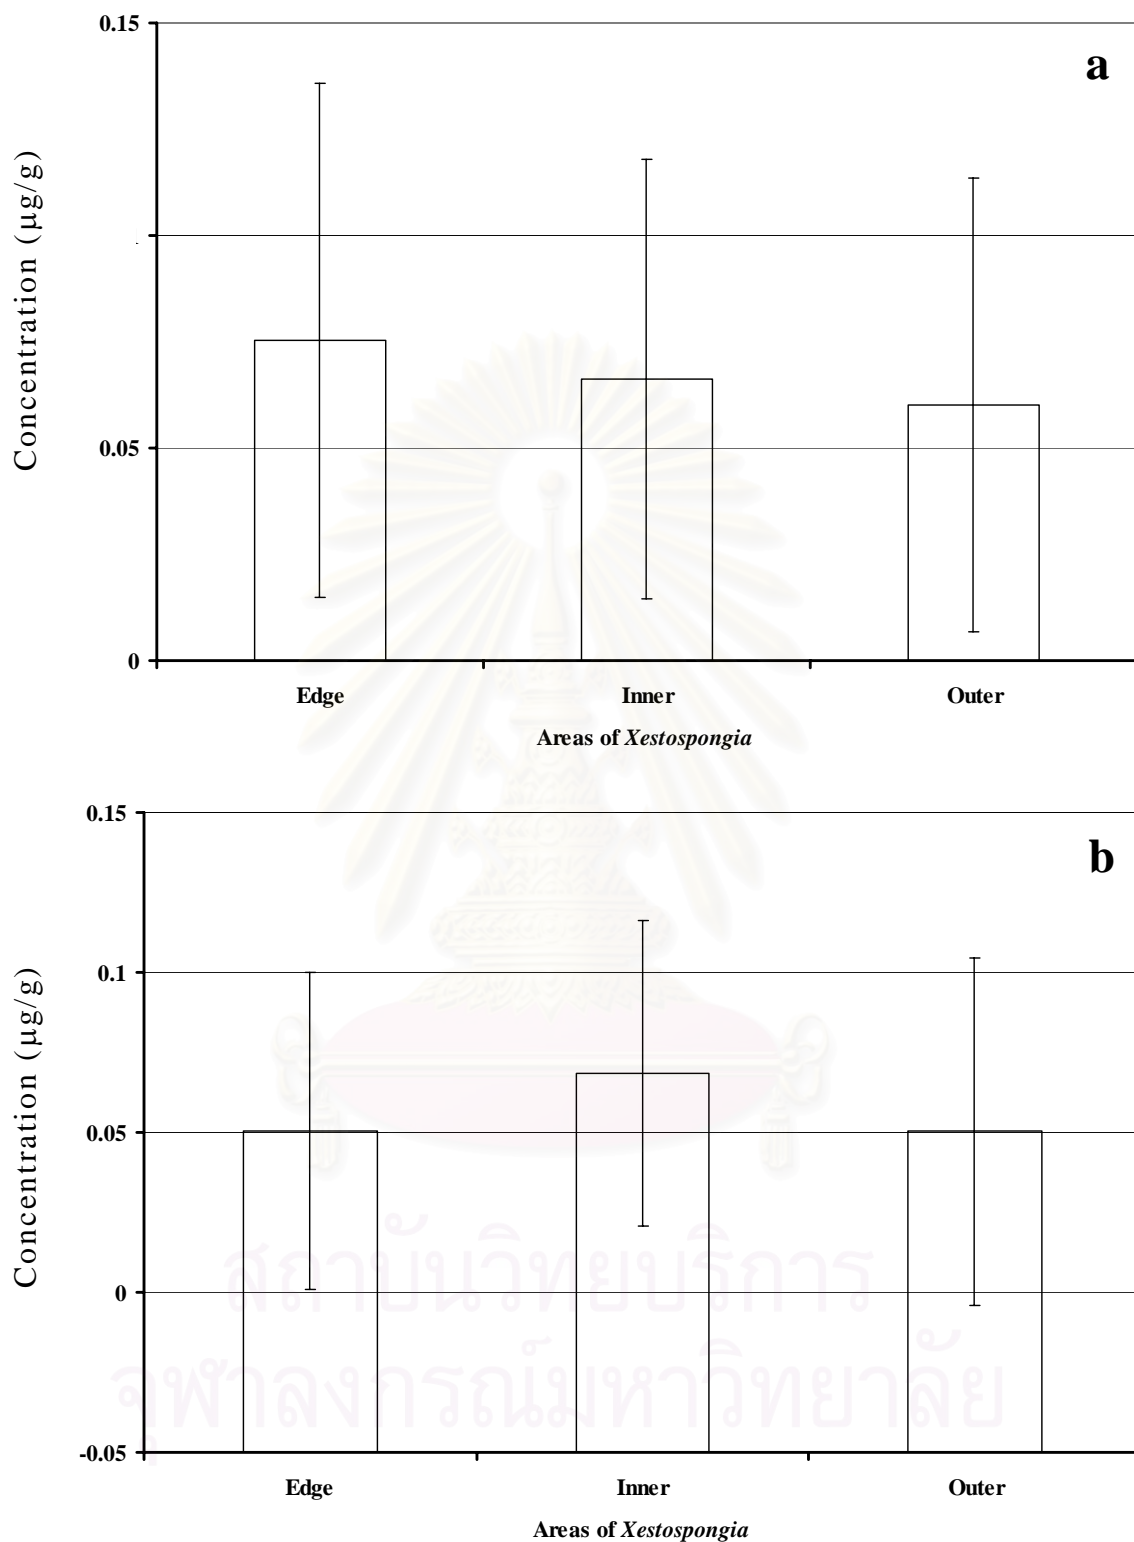 0.15
a
Concentration (µg/g)
0.05
0
Edge Inner Outer
Areas of Xestospongia
0.15
b
0.1
Concentration (µg/g)
0.05
0
-0.05
Edge Inner Outer
Areas of Xestospongia
สถาบันวิทยบริการ
จุฬาลงกรณ์มหาวิทยาลัย